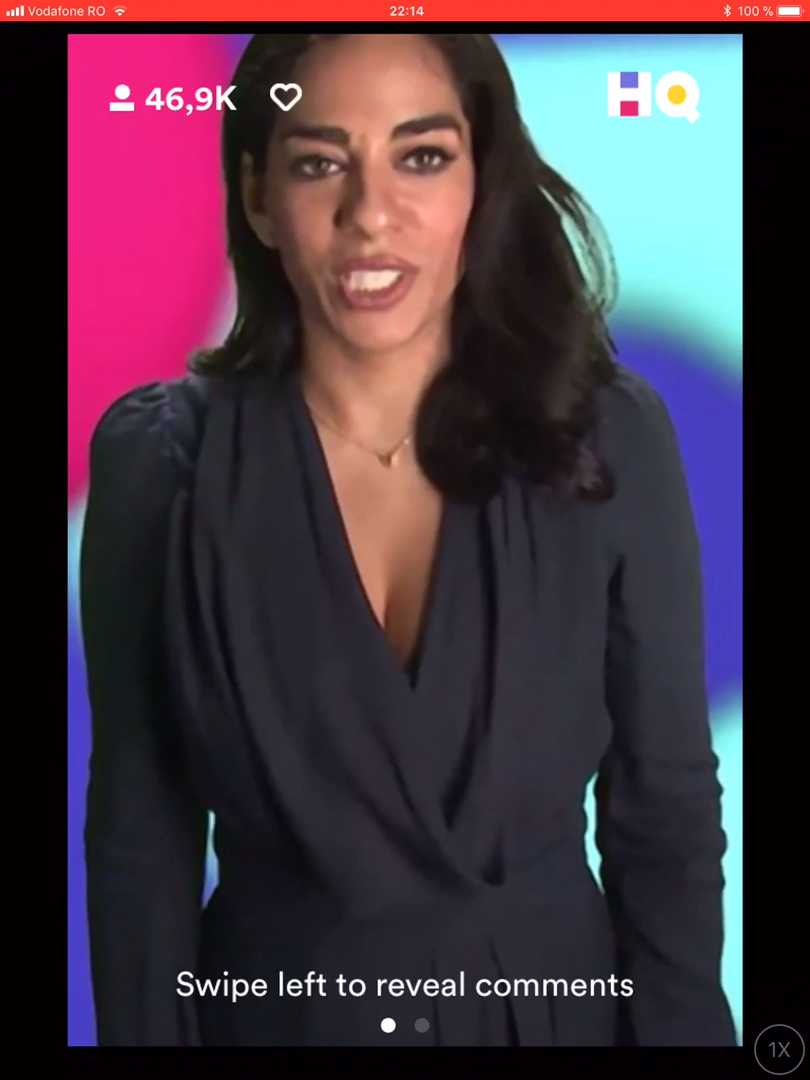 Vodafone RO 22:14 100 %
46,9K HQ
Swipe left to reveal comments
1X